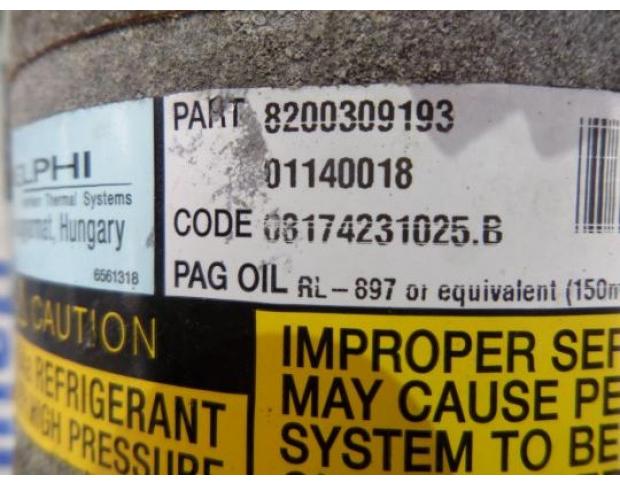 ELPHI
Thermal Systems
Hungary
6561318
PART 8200309193
01140018
CODE 08174231025.B
PAG OIL RL-897 or equivalent (150m
CAUTION
REFRIGERANT
HIGH PRESSURE
IMPROPER SER
MAY CAUSE PE
SYSTEM TO BE